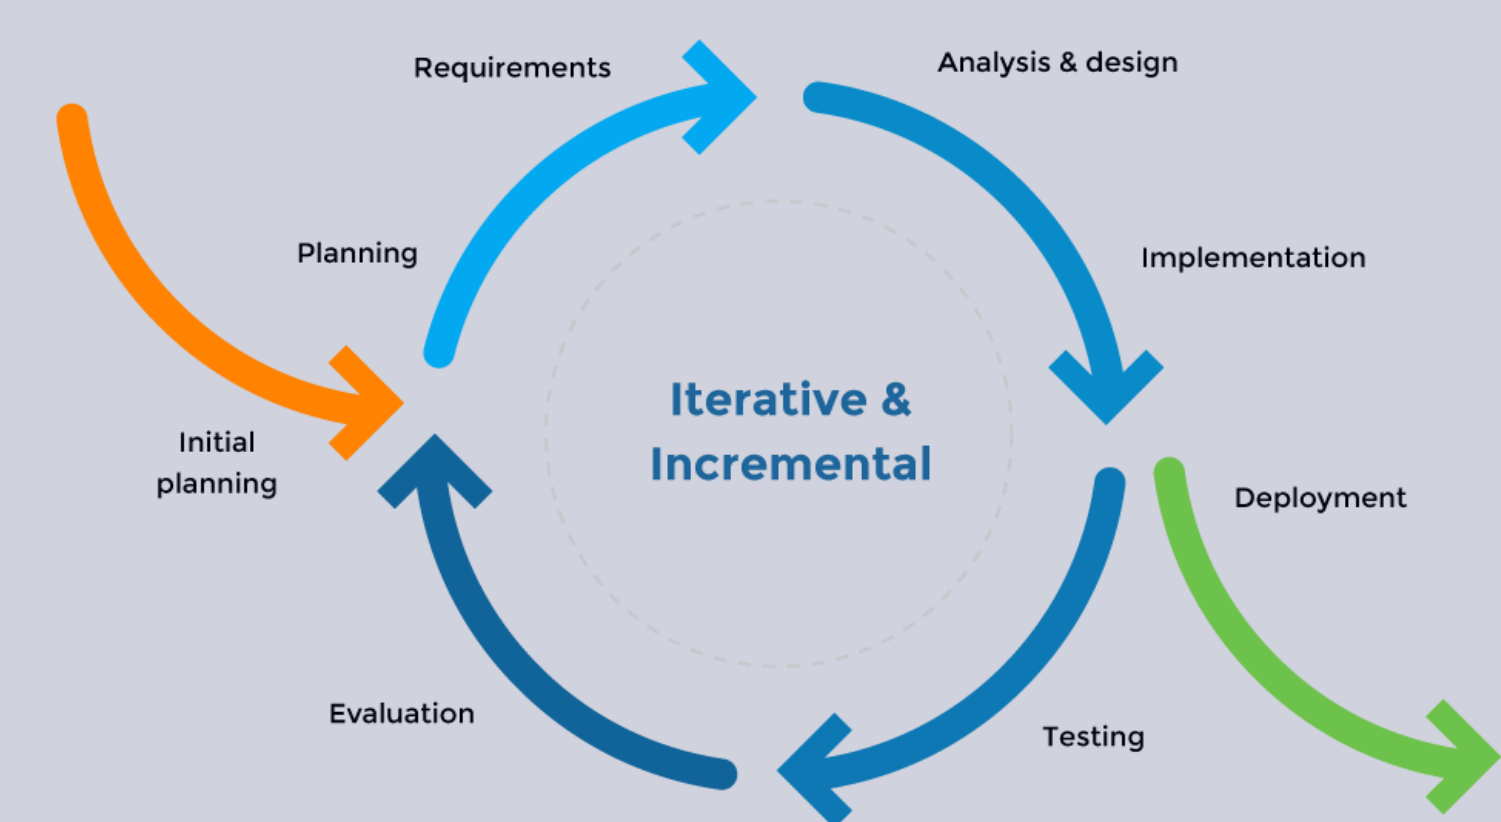 Requirements
Analysis & design
Planning
Implementation
Iterative &
Incremental
Initial
planning
Deployment
Evaluation
Testing